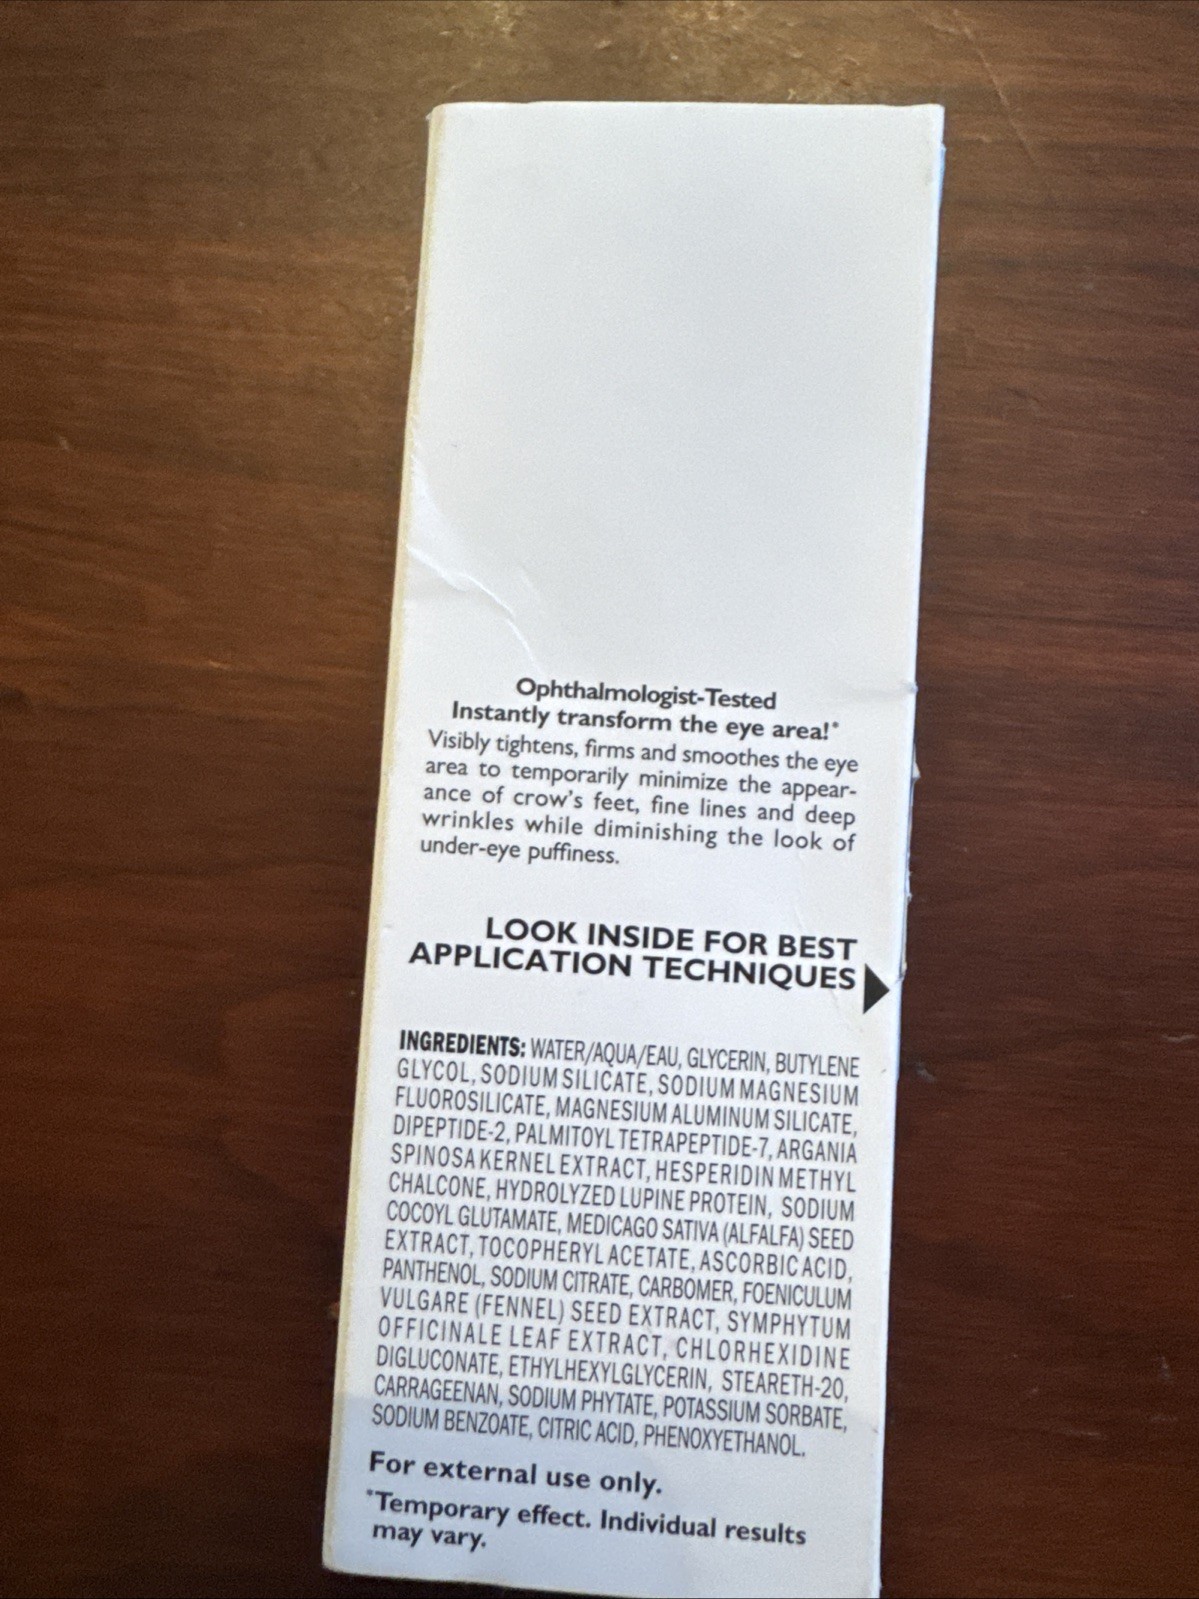 Ophthalmologist-Tested
Instantly transform the eye area!*
Visibly tightens, firms and smoothes the eye
area to temporarily minimize the appear-
ance of crow's feet, fine lines and deep
wrinkles while diminishing the look of
under-eye puffiness.
LOOK INSIDE FOR BEST
APPLICATION TECHNIQUES
INGREDIENTS: WATER/AQUA/EAU, GLYCERIN, BUTYLENE
GLYCOL, SODIUM SILICATE, SODIUM MAGNESIUM
FLUOROSILICATE, MAGNESIUM ALUMINUM SILICATE,
DIPEPTIDE-2, PALMITOYL TETRAPEPTIDE-7, ARGANIA
SPINOSA KERNEL EXTRACT, HESPERIDIN METHYL
CHALCONE, HYDROLYZED LUPINE PROTEIN, SODIUM
COCOYL GLUTAMATE, MEDICAGO SATIVA (ALFALFA) SEED
EXTRACT, TOCOPHERYL ACETATE, ASCORBIC ACID,
PANTHENOL, SODIUM CITRATE, CARBOMER, FOENICULUM
VULGARE (FENNEL) SEED EXTRACT, SYMPHYTUM
OFFICINALE LEAF EXTRACT, CHLORHEXIDINE
DIGLUCONATE, ETHYLHEXYLGLYCERIN, STEARETH-20,
CARRAGEENAN, SODIUM PHYTATE, POTASSIUM SORBATE,
SODIUM BENZOATE, CITRIC ACID, PHENOXYETHANOL.
For external use only.
*Temporary effect. Individual results
may vary.